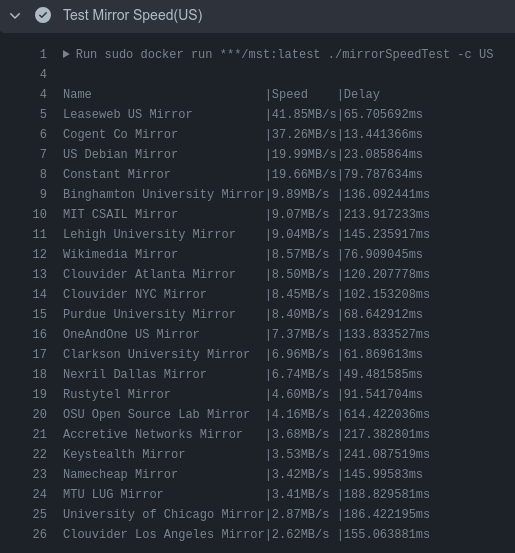 Test Mirror Speed(US)
1 Run sudo docker run ***/mst:latest ./mirrorSpeedTest -c US
4
4 Name |Speed |Delay
5 Leaseweb US Mirror |41.85MB/s|65.705692ms
6 Cogent Co Mirror |37.26MB/s|13.441366ms
7 US Debian Mirror |19.99MB/s|23.085864ms
8 Constant Mirror |19.66MB/s|79.787634ms
9 Binghamton University Mirror|9.89MB/s |136.092441ms
10 MIT CSAIL Mirror |9.07MB/s |213.917233ms
11 Lehigh University Mirror |9.04MB/s |145.235917ms
12 Wikimedia Mirror |8.57MB/s |76.909045ms
13 Clouvider Atlanta Mirror |8.50MB/s |120.207778ms
14 Clouvider NYC Mirror |8.45MB/s |102.153208ms
15 Purdue University Mirror |8.40MB/s |68.642912ms
16 OneAndOne US Mirror |7.37MB/s |133.833527ms
17 Clarkson University Mirror |6.96MB/s |61.869613ms
18 Nexril Dallas Mirror |6.74MB/s |49.481585ms
19 Rustytel Mirror |4.60MB/s |91.541704ms
20 OSU Open Source Lab Mirror |4.16MB/s |614.422036ms
21 Accretive Networks Mirror |3.68MB/s |217.382801ms
22 Keystealth Mirror |3.53MB/s |241.087519ms
23 Namecheap Mirror |3.42MB/s |145.99583ms
24 MTU LUG Mirror |3.41MB/s |188.829581ms
25 University of Chicago Mirror|2.87MB/s |186.422195ms
26 Clouvider Los Angeles Mirror|2.62MB/s |155.063881ms